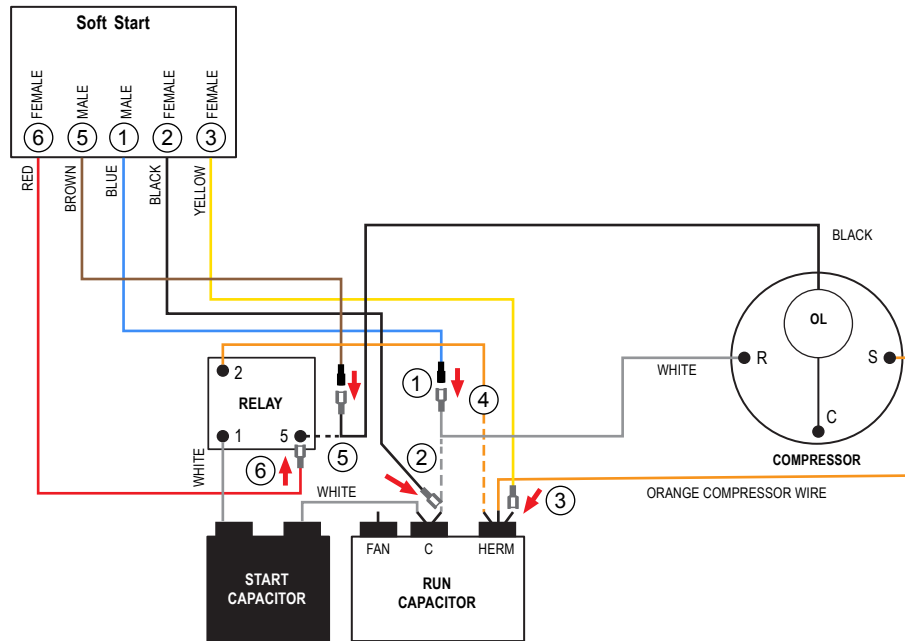 Soft Start
FEMALE
MALE
MALE
FEMALE
FEMALE
6
5
1
2
3
RED
BROWN
BLUE
BLACK
YELLOW
BLACK
OL
R
S
C
COMPRESSOR
WHITE
2
RELAY
1
5
WHITE
6
5
1
4
2
3
WHITE
ORANGE COMPRESSOR WIRE
FAN
C
HERM
START
CAPACITOR
RUN
CAPACITOR